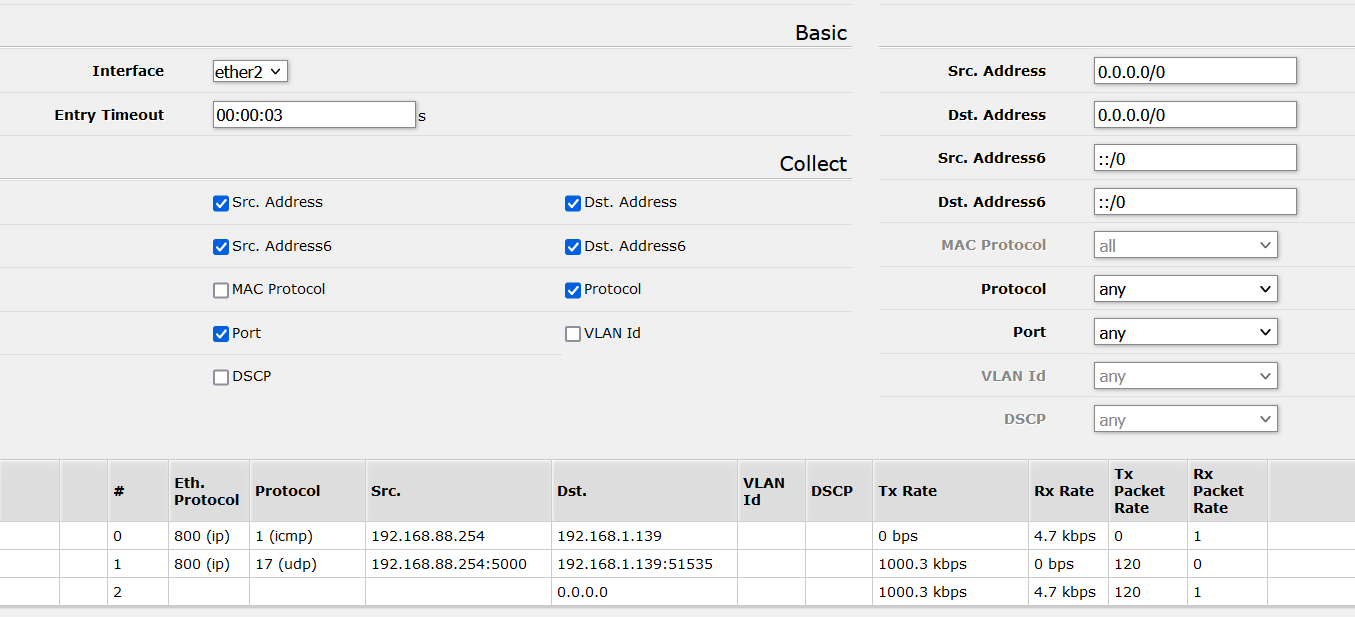 Basic
Interface ether2
Entry Timeout 00:00:03 s
Collect
Src. Address Dst. Address
Src. Address6 Dst. Address6
MAC Protocol Protocol
Port VLAN Id
DSCP
Src. Address 0.0.0.0/0
Dst. Address 0.0.0.0/0
Src. Address6 ::/0
Dst. Address6 ::/0
MAC Protocol all
Protocol any
Port any
VLAN Id any
DSCP any
# Eth. Protocol Protocol Src. Dst. VLAN Id DSCP Tx Rate Rx Rate Tx Packet Rate Rx Packet Rate
0 800 (ip) 1 (icmp) 192.168.88.254 192.168.1.139 0 bps 4.7 kbps 0 1
1 800 (ip) 17 (udp) 192.168.88.254:5000 192.168.1.139:51535 1000.3 kbps 0 bps 120 0
2 0.0.0.0 1000.3 kbps 4.7 kbps 120 1